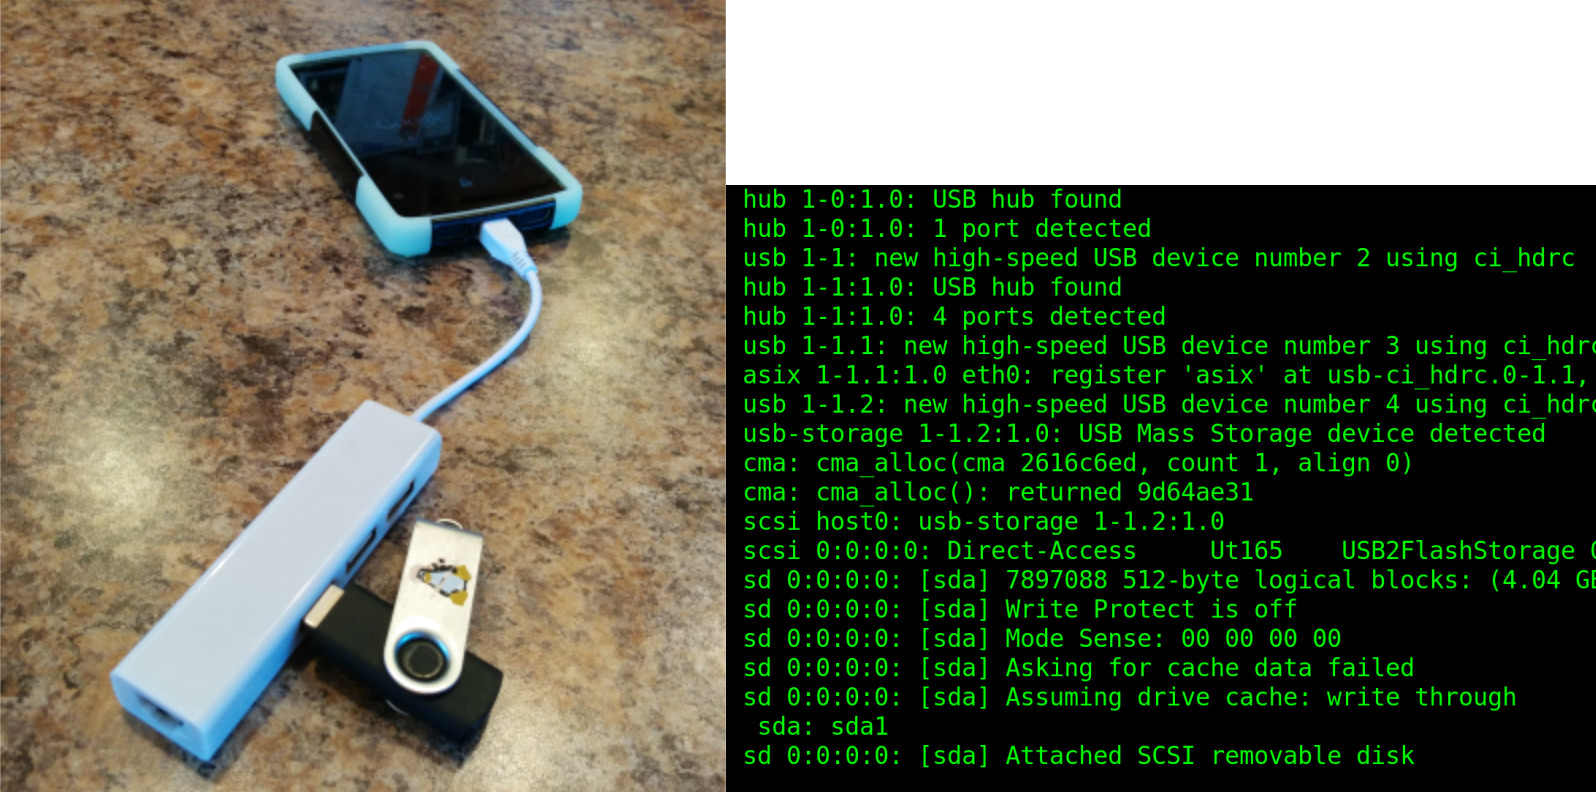 hub 1-0:1.0: USB hub found
hub 1-0:1.0: 1 port detected
usb 1-1: new high-speed USB device number 2 using ci_hdrc
hub 1-1:1.0: USB hub found
hub 1-1:1.0: 4 ports detected
usb 1-1.1: new high-speed USB device number 3 using ci_hdrc
asix 1-1.1:1.0 eth0: register 'asix' at usb-ci_hdrc.0-1.1,
usb 1-1.2: new high-speed USB device number 4 using ci_hdrc
usb-storage 1-1.2:1.0: USB Mass Storage device detected
cma: cma_alloc(cma 2616c6ed, count 1, align 0)
cma: cma_alloc(): returned 9d64ae31
scsi host0: usb-storage 1-1.2:1.0
scsi 0:0:0:0: Direct-Access     Ut165    USB2FlashStorage
sd 0:0:0:0: [sda] 7897088 512-byte logical blocks: (4.04 GB
sd 0:0:0:0: [sda] Write Protect is off
sd 0:0:0:0: [sda] Mode Sense: 00 00 00 00
sd 0:0:0:0: [sda] Asking for cache data failed
sd 0:0:0:0: [sda] Assuming drive cache: write through
 sda: sda1
sd 0:0:0:0: [sda] Attached SCSI removable disk